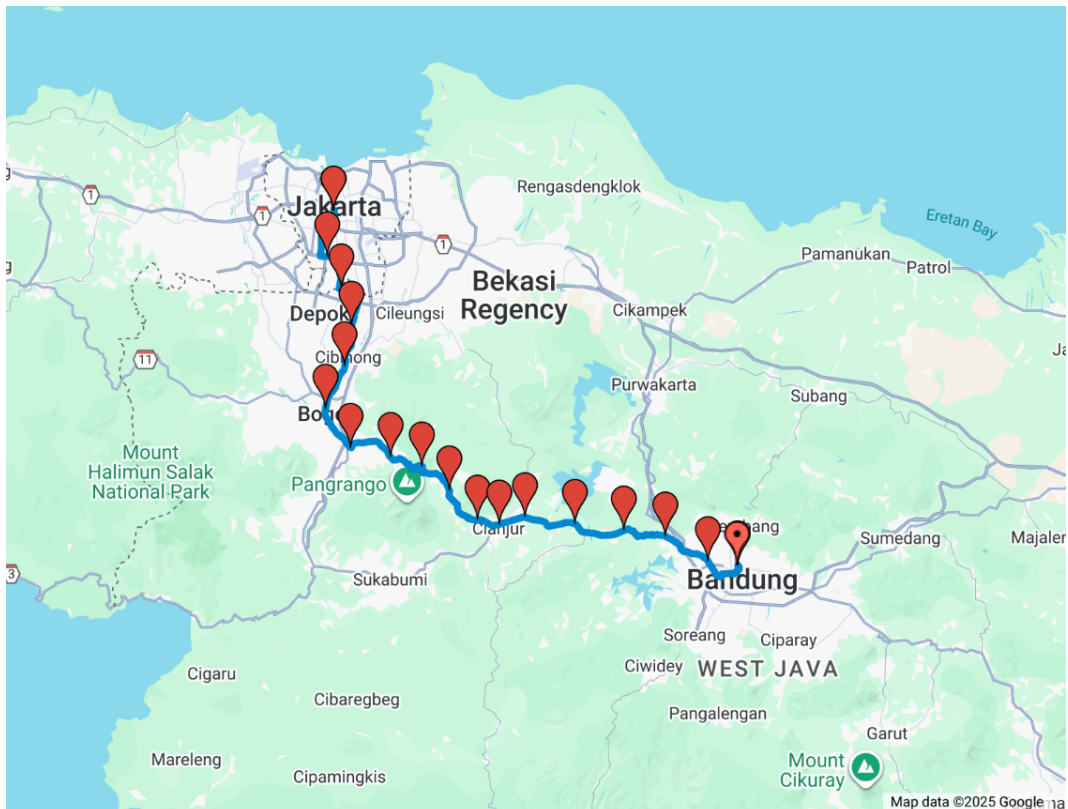 Rengasdengklok
1
Jakarta
1
1
Eretan Bay
Pamanukan
Patrol
Bekasi
Regency
Depok
Cileungsi
Cikampek
Cibinong
11
Purwakarta
Subang
Mount
Halimun Salak
National Park
Pangrango
Cianjur
Sumedang
Bandung
Sukabumi
3
Soreang
Ciparay
Ciwidey
WEST JAVA
Cigaru
Cibaregbeg
Pangalengan
Garut
Mareleng
Cipamingkis
Mount
Cikuray
Map data ©2025 Google